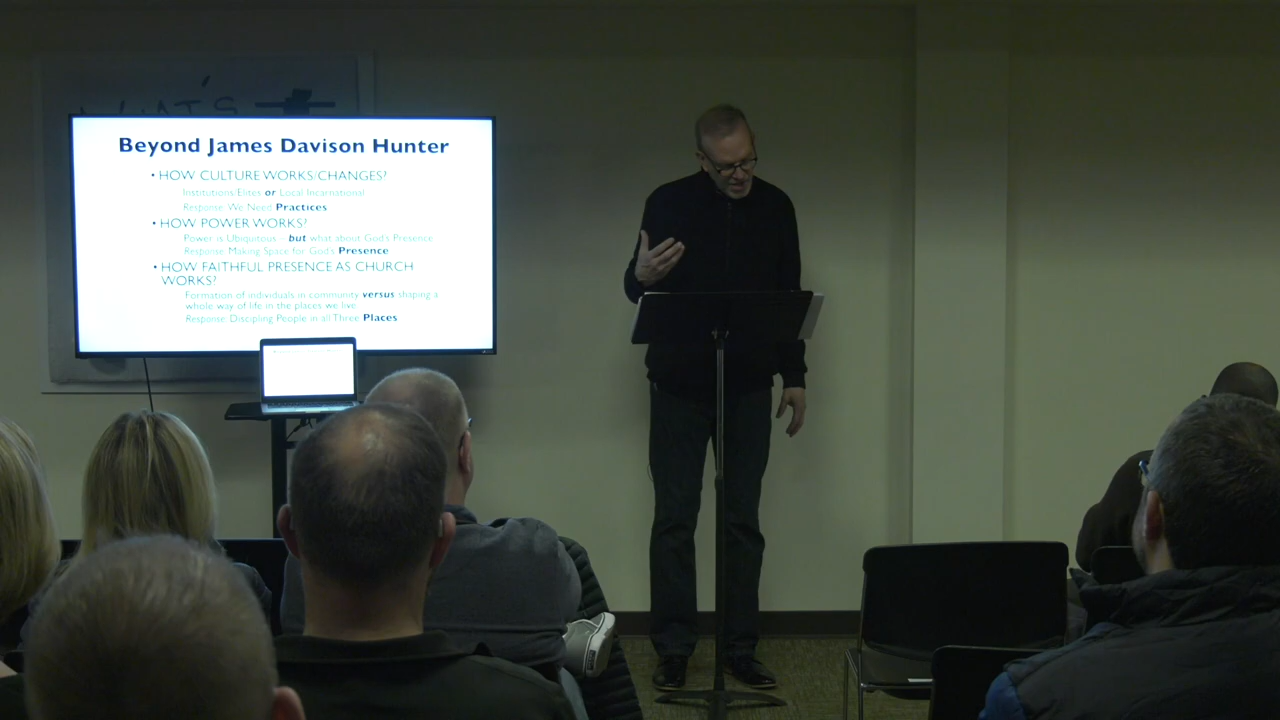 WHAT'S
Beyond James Davison Hunter
• HOW CULTURE WORKS/CHANGES?
Institutions/Elites or Local Incarnational
Response: We Need Practices
• HOW POWER WORKS?
Power is Ubiquitous - but what about God's Presence
Response: Making Space for God's Presence
• HOW FAITHFUL PRESENCE AS CHURCH
WORKS?
Formation of individuals in community versus shaping a
whole way of life in the places we live
Response: Discipling People in all Three Places